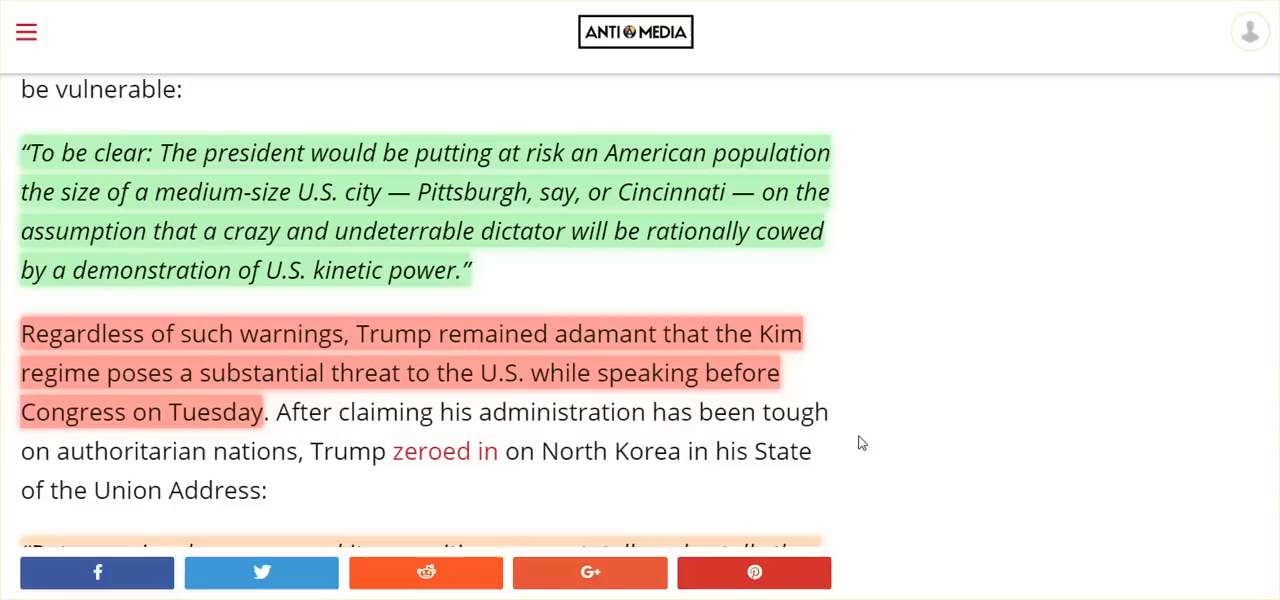 ANTI MEDIA
be vulnerable:
“To be clear: The president would be putting at risk an American population
the size of a medium-size U.S. city — Pittsburgh, say, or Cincinnati — on the
assumption that a crazy and undeterrable dictator will be rationally cowed
by a demonstration of U.S. kinetic power.”
Regardless of such warnings, Trump remained adamant that the Kim
regime poses a substantial threat to the U.S. while speaking before
Congress on Tuesday. After claiming his administration has been tough
on authoritarian nations, Trump zeroed in on North Korea in his State
of the Union Address: